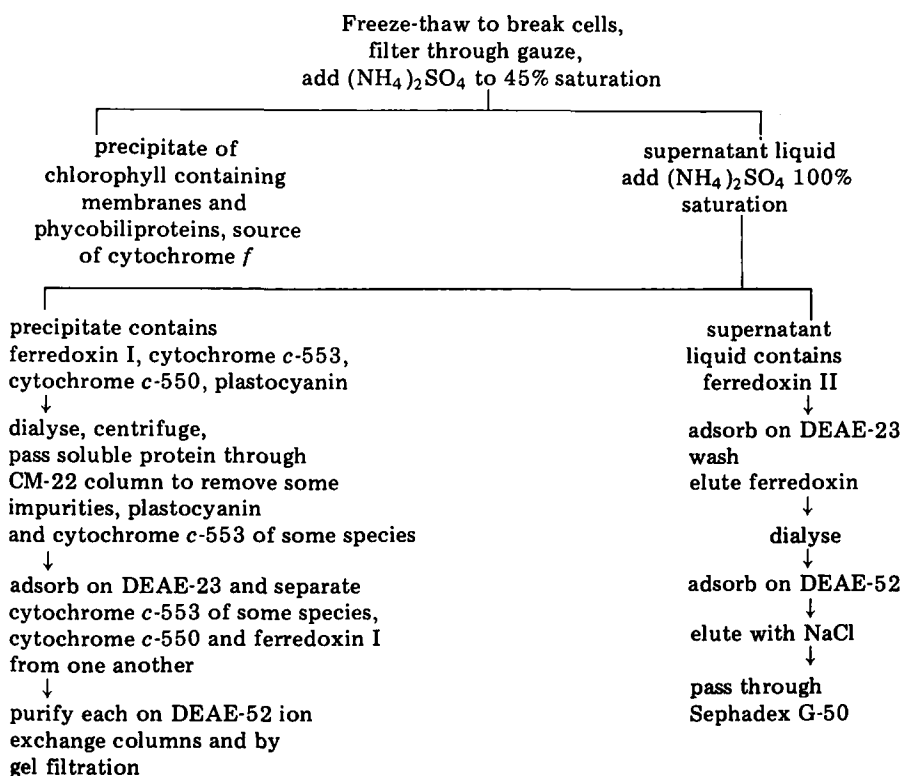 Freeze-thaw to break cells,
filter through gauze,
add (NH₄)₂SO₄ to 45% saturation
precipitate of
chlorophyll containing
membranes and
phycobiliproteins, source
of cytochrome f
supernatant liquid
add (NH₄)₂SO₄ 100%
saturation
precipitate contains
ferredoxin I, cytochrome c-553,
cytochrome c-550, plastocyanin
↓
dialyse, centrifuge,
pass soluble protein through
CM-22 column to remove some
impurities, plastocyanin
and cytochrome c-553 of some species
↓
adsorb on DEAE-23 and separate
cytochrome c-553 of some species,
cytochrome c-550 and ferredoxin I
from one another
↓
purify each on DEAE-52 ion
exchange columns and by
gel filtration
supernatant
liquid contains
ferredoxin II
↓
adsorb on DEAE-23
wash
elute ferredoxin
↓
dialyse
↓
adsorb on DEAE-52
↓
elute with NaCl
↓
pass through
Sephadex G-50